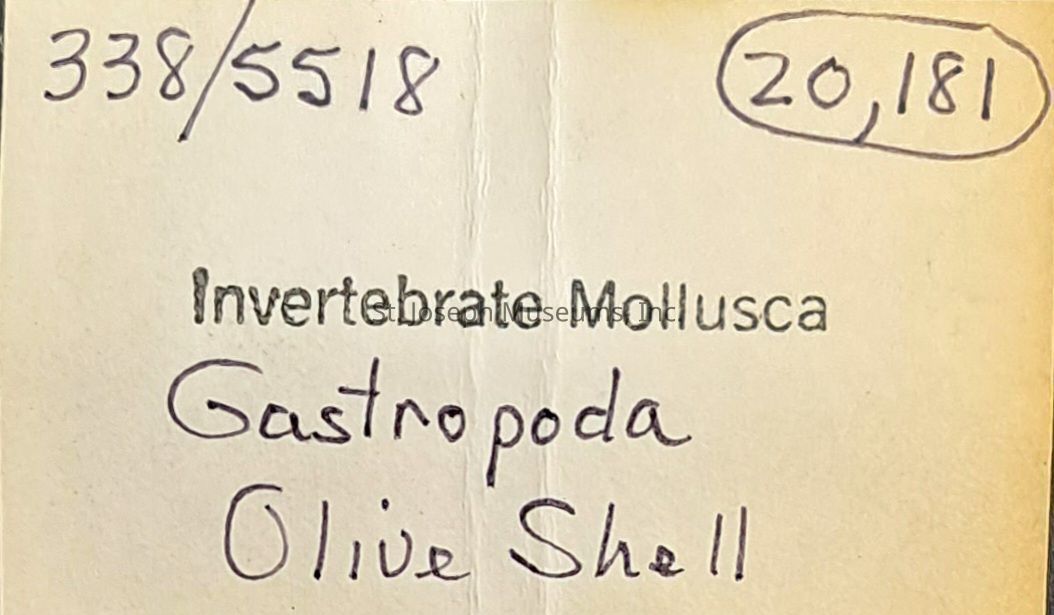 338/5518 20,181
Invertebrate Mollusca
St. Joseph Museums, Inc.
Gastropoda
Olive Shell